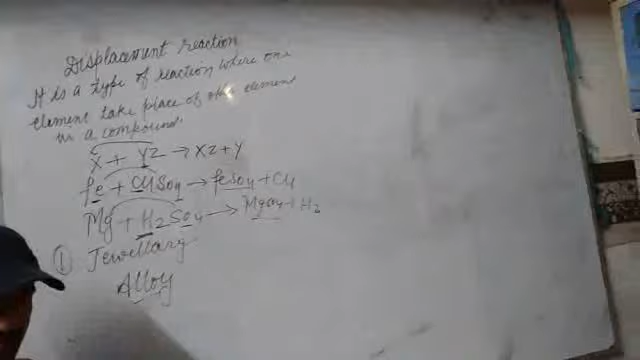 Displacement reaction
It is a type of reaction where one
element take place of other element
in a compound.
X + YZ → XZ + Y
Fe + CuSO4 → FeSO4 + Cu
Mg + H2SO4 → MgSO4 + H2
① Jewellary
Alloy